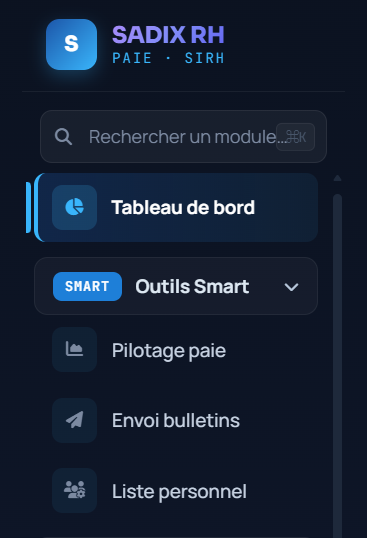 S
SADIX RH
PAIE · SIRH
Rechercher un module... ⌘K
Tableau de bord
SMART Outils Smart
Pilotage paie
Envoi bulletins
Liste personnel